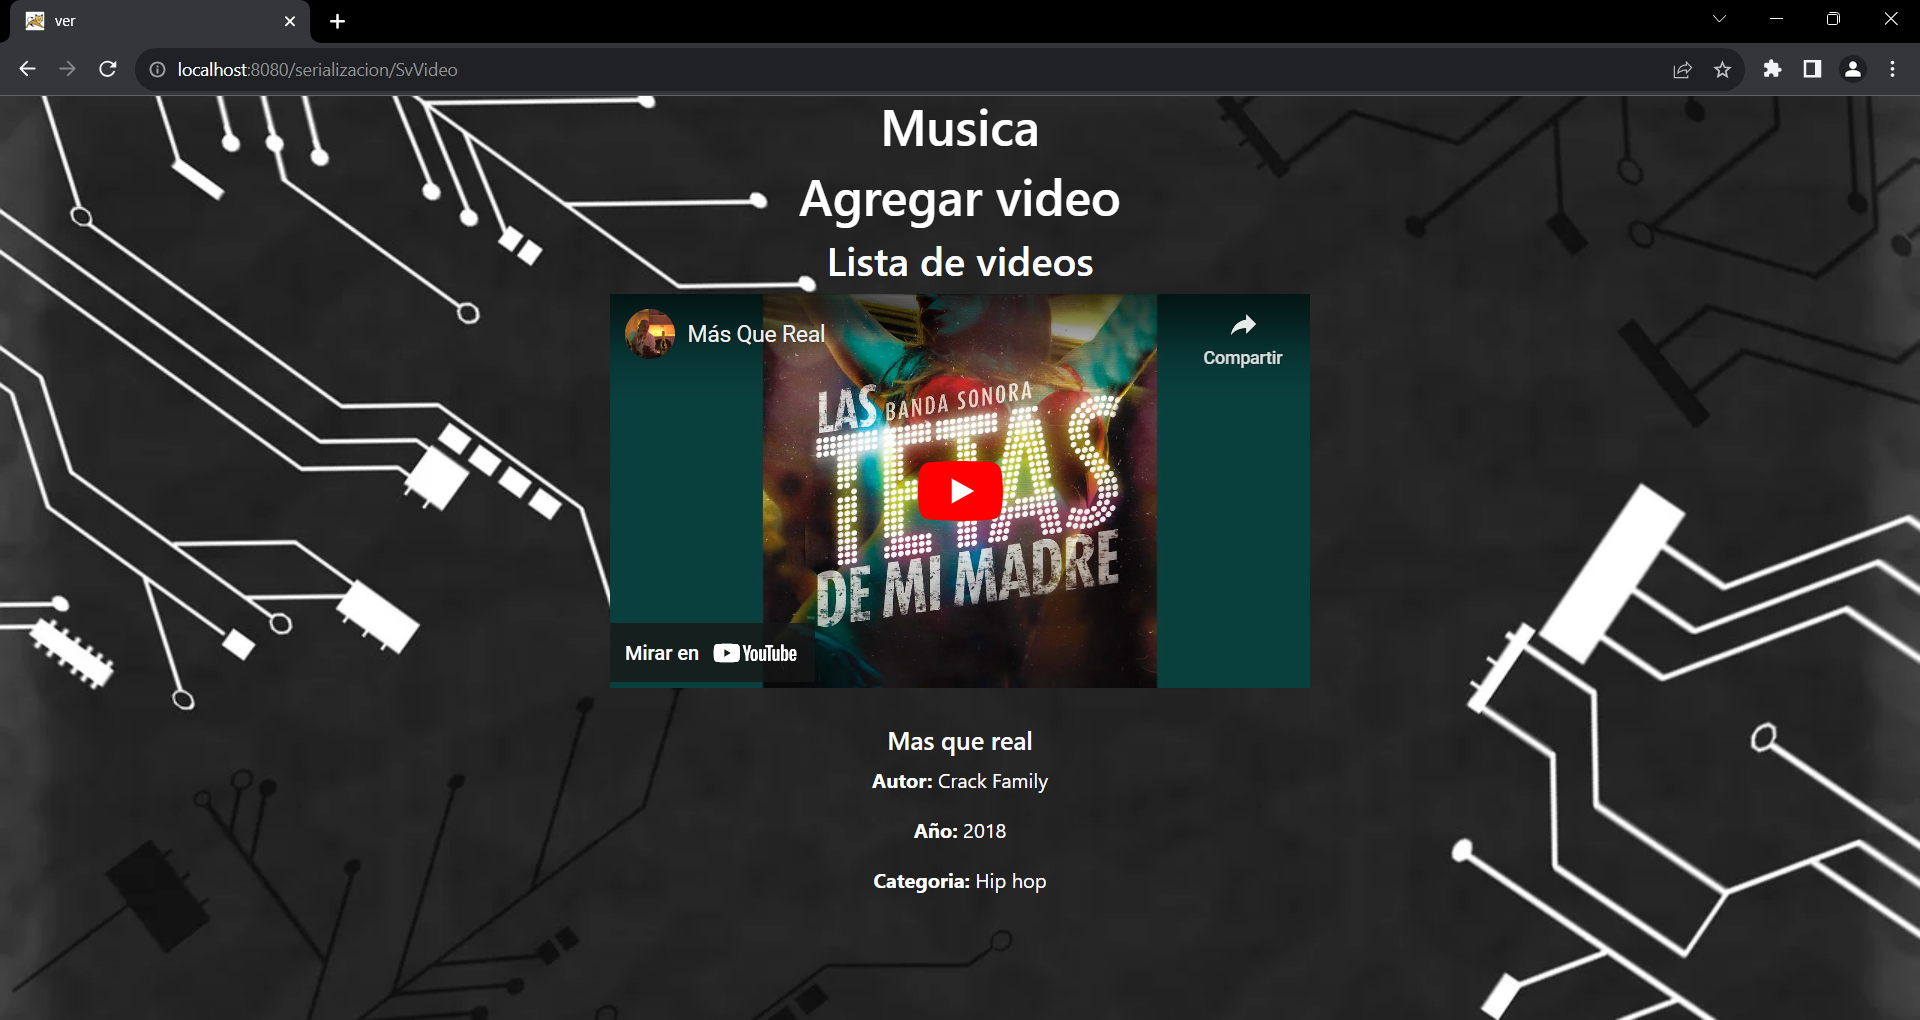 ver
localhost:8080/serializacion/SvVideo
Musica
Agregar video
Lista de videos
Más Que Real
Compartir
LAS BANDA SONORA
TETAS
DE MI MADRE
Mirar en YouTube
Mas que real
Autor: Crack Family
Año: 2018
Categoria: Hip hop